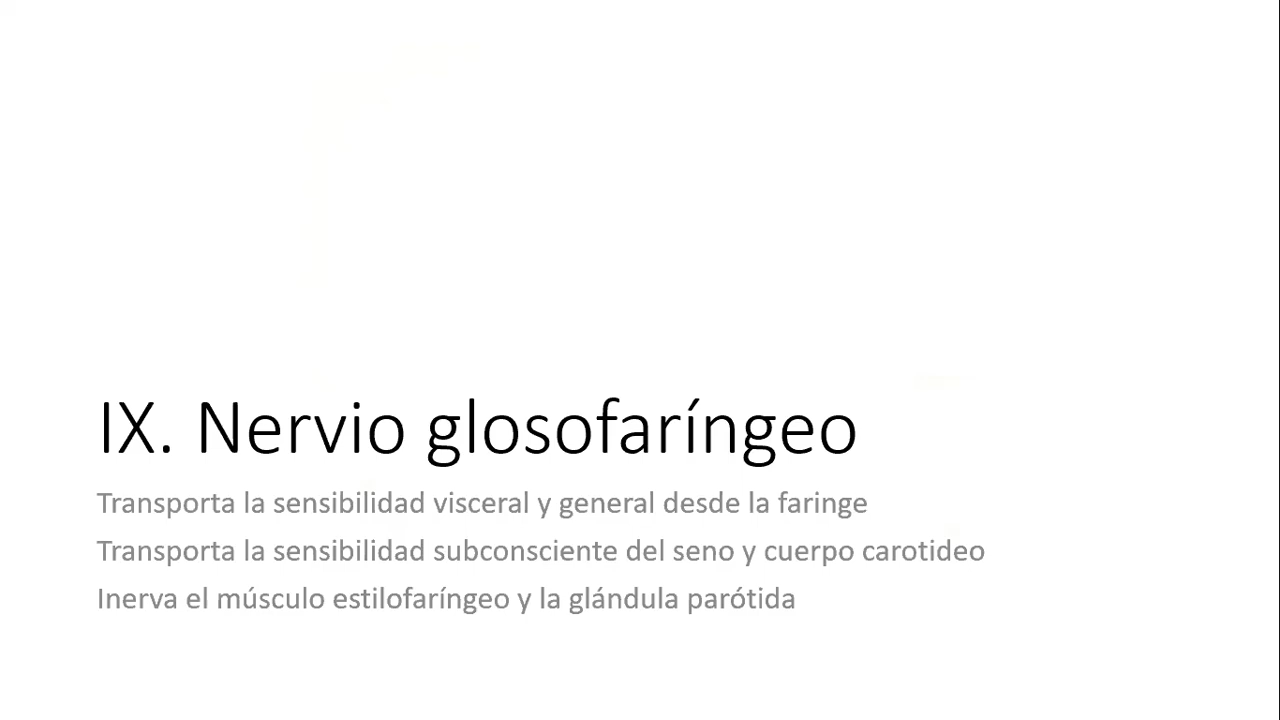 IX. Nervio glosofaríngeo
Transporta la sensibilidad visceral y general desde la faringe
Transporta la sensibilidad subconsciente del seno y cuerpo carotideo
Inerva el músculo estilofaríngeo y la glándula parótida